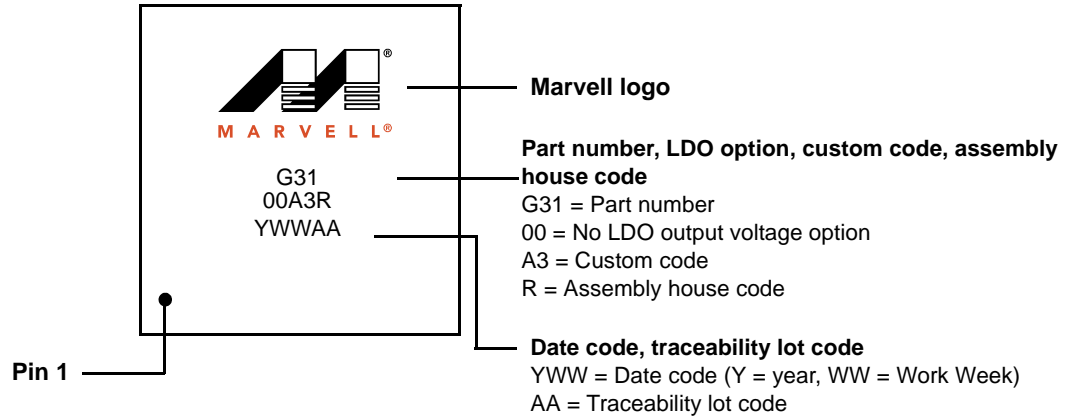 ®
MARVELL®
G31
00A3R
YWWAA
Pin 1
Marvell logo
Part number, LDO option, custom code, assembly
house code
G31 = Part number
00 = No LDO output voltage option
A3 = Custom code
R = Assembly house code
Date code, traceability lot code
YWW = Date code (Y = year, WW = Work Week)
AA = Traceability lot code